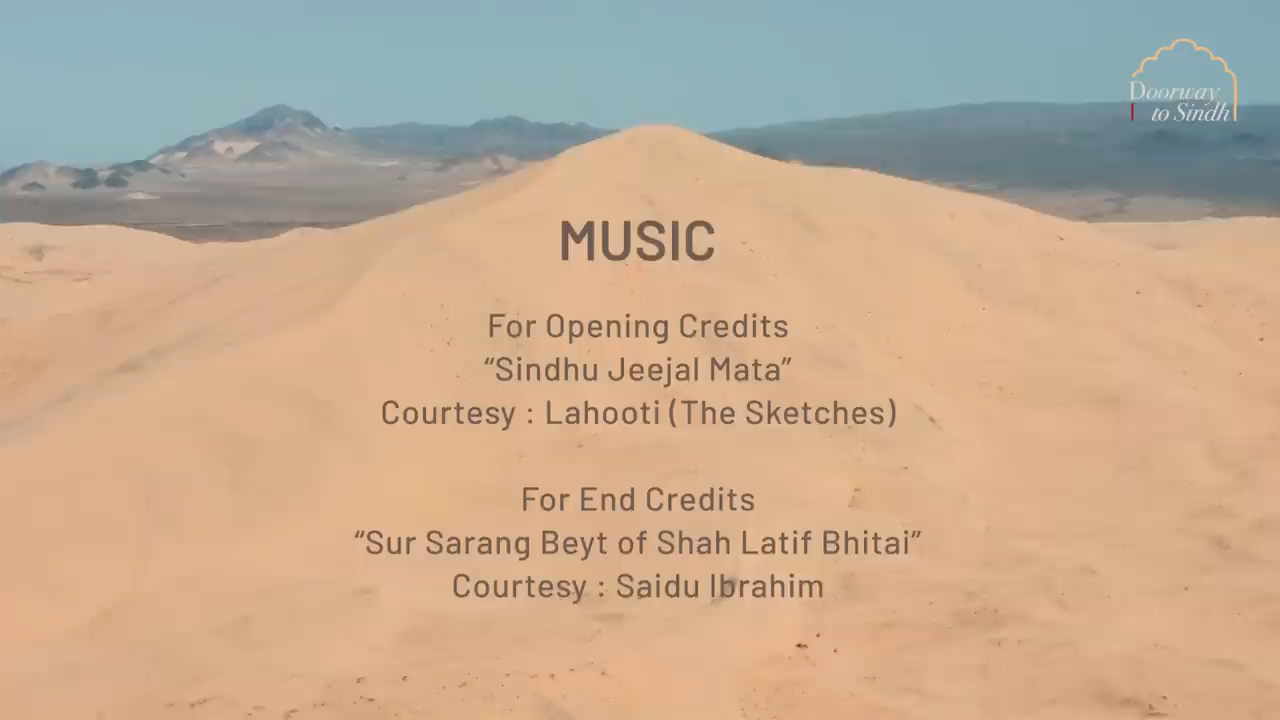 Doorway
to Sindh
MUSIC
For Opening Credits
“Sindhu Jeejal Mata”
Courtesy : Lahooti (The Sketches)
For End Credits
“Sur Sarang Beyt of Shah Latif Bhitai”
Courtesy : Saidu Ibrahim